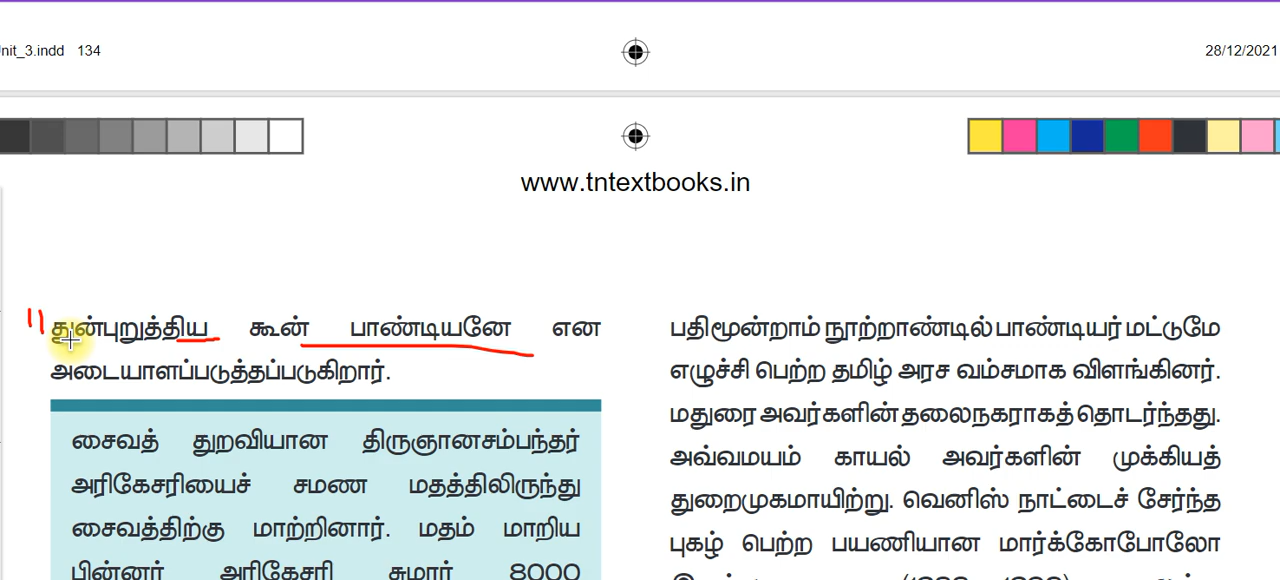 nit_3.indd 134
28/12/2021
www.tntextbooks.in
துன்புறுத்திய கூன் பாண்டியனே என
அடையாளப்படுத்தப்படுகிறார்.
சைவத் துறவியான திருஞானசம்பந்தர்
அரிகேசரியைச் சமண மதத்திலிருந்து
சைவத்திற்கு மாற்றினார். மதம் மாறிய
பின்னர் அரிகேசரி சுமார் 8000
பதிமூன்றாம் நூற்றாண்டில் பாண்டியர் மட்டுமே
எழுச்சி பெற்ற தமிழ் அரச வம்சமாக விளங்கினர்.
மதுரை அவர்களின் தலைநகராகத் தொடர்ந்தது.
அவ்வமயம் காயல் அவர்களின் முக்கியத்
துறைமுகமாயிற்று. வெனிஸ் நாட்டைச் சேர்ந்த
புகழ் பெற்ற பயணியான மார்க்கோபோலோ